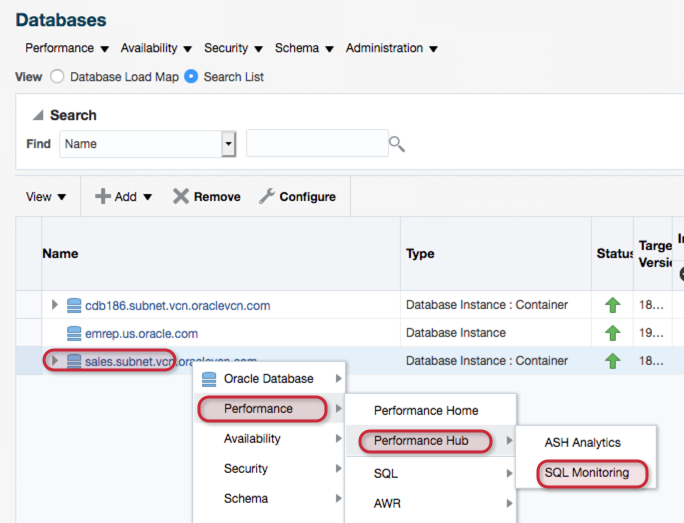 Databases
Performance Availability Security Schema Administration
View Database Load Map Search List
Search
Find Name
View Add Remove Configure
Name Type Status Targe
Versi
cdb186.subnet.vcn.oraclevcn.com Database Instance : Container 18...
emrep.us.oracle.com Database Instance 19...
sales.subnet.vcn.oraclevcn.com Database Instance : Container 18...
Oracle Database
Performance Performance Home
Availability Performance Hub ASH Analytics
Security SQL SQL Monitoring
Schema AWR